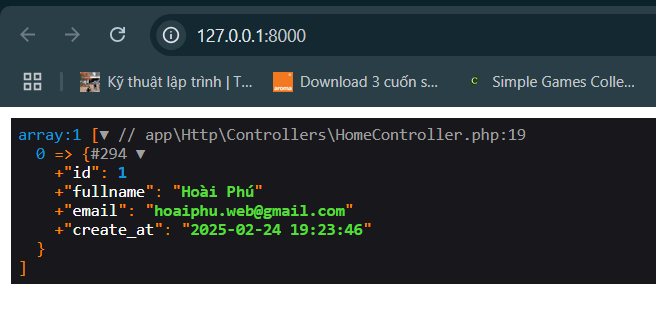 127.0.0.1:8000
Kỹ thuật lập trình | T... aroma Download 3 cuốn s... C Simple Games Colle...
array:1 [▼ // app\Http\Controllers\HomeController.php:19
0 => {#294 ▼
+"id": 1
+"fullname": "Hoài Phú"
+"email": "hoaiphu.web@gmail.com"
+"create_at": "2025-02-24 19:23:46"
}
]